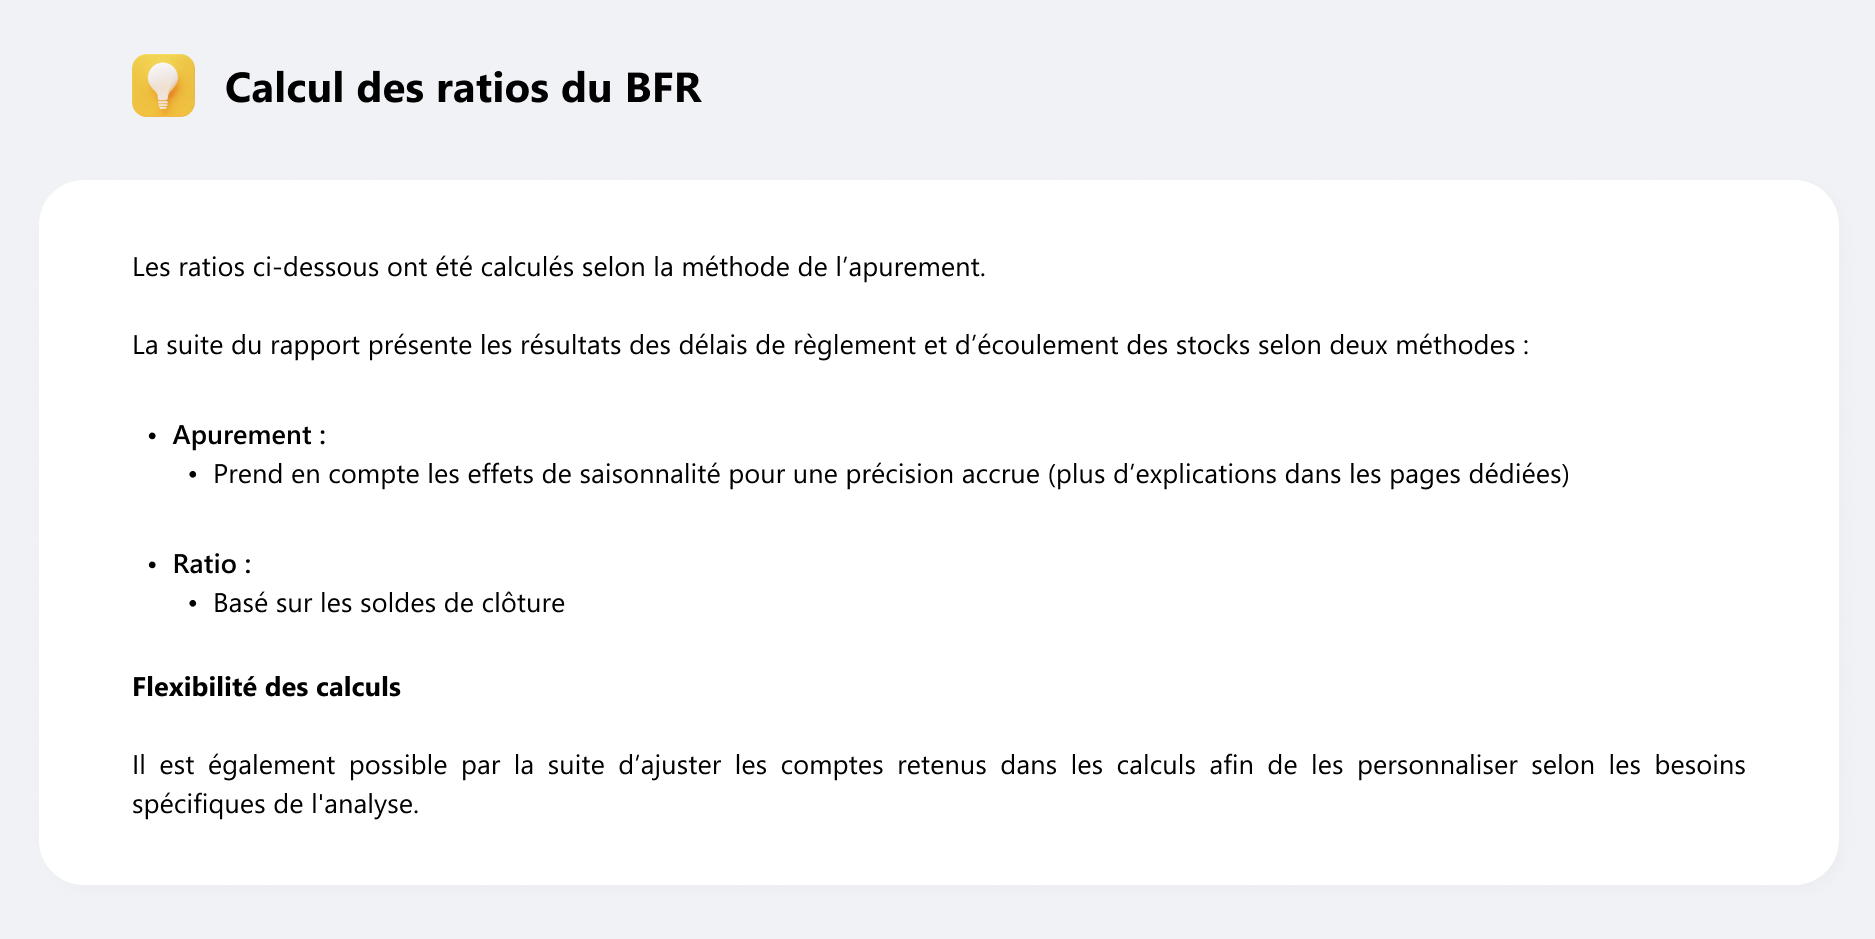 Calcul des ratios du BFR
Les ratios ci-dessous ont été calculés selon la méthode de l’apurement.
La suite du rapport présente les résultats des délais de règlement et d’écoulement des stocks selon deux méthodes :
• Apurement :
• Prend en compte les effets de saisonnalité pour une précision accrue (plus d’explications dans les pages dédiées)
• Ratio :
• Basé sur les soldes de clôture
Flexibilité des calculs
Il est également possible par la suite d’ajuster les comptes retenus dans les calculs afin de les personnaliser selon les besoins
spécifiques de l'analyse.